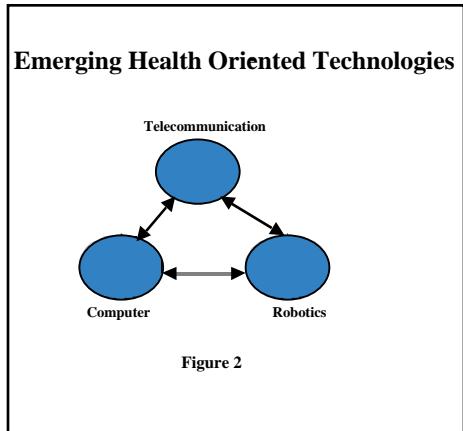 Emerging Health Oriented Technologies
Telecommunication
Computer
Robotics
Figure 2